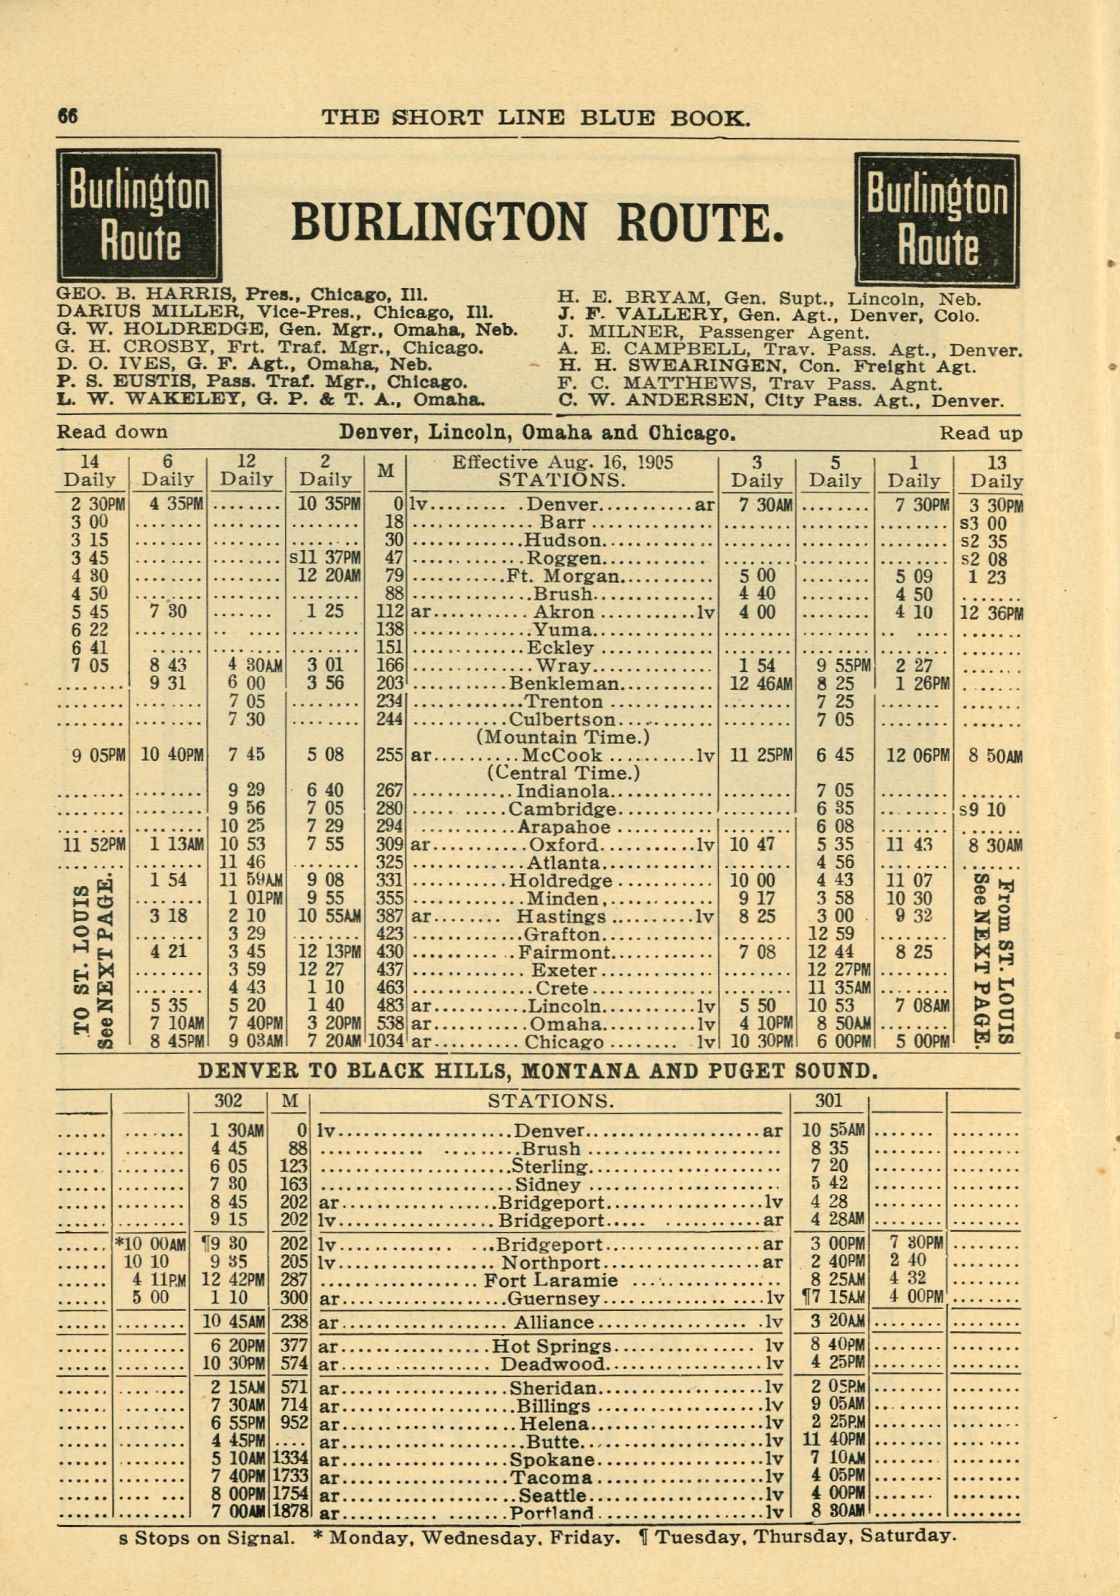 66 THE SHORT LINE BLUE BOOK.
Burlington Route
BURLINGTON ROUTE.
Burlington Route
GEO. B. HARRIS, Pres., Chicago, Ill.
DARIUS MILLER, Vice-Pres., Chicago, Ill.
G. W. HOLDREDGE, Gen. Mgr., Omaha, Neb.
G. H. CROSBY, Frt. Traf. Mgr., Chicago.
D. O. IVES, G. F. Agt., Omaha, Neb.
P. S. EUSTIS, Pass. Traf. Mgr., Chicago.
L. W. WAKELEY, G. P. & T. A., Omaha.
H. E. BRYAM, Gen. Supt., Lincoln, Neb.
J. F. VALLERY, Gen. Agt., Denver, Colo.
J. MILNER, Passenger Agent.
A. E. CAMPBELL, Trav. Pass. Agt., Denver.
H. H. SWEARINGEN, Con. Freight Agt.
F. C. MATTHEWS, Trav Pass. Agnt.
C. W. ANDERSEN, City Pass. Agt., Denver.
Read down Denver, Lincoln, Omaha and Chicago. Read up
14 6 12 2 M Effective Aug. 16, 1905 3 5 1 13
Daily Daily Daily Daily STATIONS. Daily Daily Daily Daily
2 30PM 4 35PM ........ 10 35PM 0 lv..........Denver...........ar 7 30AM ........ 7 30PM 3 30PM
3 00 ........ ........ ........ 18 ............Barr............ ........ ........ ........ s3 00
3 15 ........ ........ ........ 30 ............Hudson............ ........ ........ ........ s2 35
3 45 ........ ........ s11 37PM 47 ............Roggen............ ........ ........ ........ s2 08
4 30 ........ ........ 12 20AM 79 ..........Ft. Morgan........... 5 00 ........ 5 09 1 23
4 50 ........ ........ ........ 88 .............Brush............ 4 40 ........ 4 50 ......
5 45 7 30 ....... 1 25 112 ar...........Akron...........lv 4 00 ........ 4 10 12 36PM
6 22 ........ ........ ........ 138 .............Yuma............ ........ ........ ........ ......
6 41 ........ ........ ........ 151 ............Eckley............ ........ ........ ........ ......
7 05 8 43 4 30AM 3 01 166 .............Wray............ 1 54 9 55PM 2 27 ......
........ 9 31 6 00 3 56 203 ..........Benkleman........... 12 46AM 8 25 1 26PM ......
........ ........ 7 05 ........ 234 ............Trenton............ ........ 7 25 ....... ......
........ ........ 7 30 ........ 244 ..........Culbertson.......... ........ 7 05 ........ ......
(Mountain Time.)
9 05PM 10 40PM 7 45 5 08 255 ar..........McCook..........lv 11 25PM 6 45 12 06PM 8 50AM
(Central Time.)
........ ........ 9 29 6 40 267 ...........Indianola........... ........ 7 05 ........ ......
........ ........ 9 56 7 05 280 ..........Cambridge.......... ........ 6 35 ........ s9 10
........ ........ 10 25 7 29 294 ...........Arapahoe........... ........ 6 08 ........ ......
11 52PM 1 13AM 10 53 7 55 309 ar...........Oxford...........lv 10 47 5 35 11 43 8 30AM
...... ........ 11 46 ........ 325 ............Atlanta............ ........ 4 56 ........ ......
TO ST. LOUIS See NEXT PAGE.
1 54 11 59AM 9 08 331 ..........Holdredge........... 10 00 4 43 11 07
........ 1 01PM 9 55 355 ............Minden............ 9 17 3 58 10 30
3 18 2 10 10 55AM 387 ar........Hastings..........lv 8 25 3 00 9 32
........ 3 29 ........ 423 ............Grafton............ ........ 12 59 ........
4 21 3 45 12 13PM 430 ...........Fairmont........... 7 08 12 44 8 25
........ 3 59 12 27 437 ............Exeter............ ........ 12 27PM ........
........ 4 43 1 10 463 .............Crete............ ........ 11 35AM ........
5 35 5 20 1 40 483 ar...........Lincoln...........lv 5 50 10 53 7 08AM
7 10AM 7 40PM 3 20PM 538 ar...........Omaha...........lv 4 10PM 8 50AM ........
8 45PM 9 03AM 7 20AM 1034 ar..........Chicago.........lv 10 30PM 6 00PM 5 00PM
From ST. LOUIS See NEXT PAGE.
DENVER TO BLACK HILLS, MONTANA AND PUGET SOUND.
302 M STATIONS. 301
...... ........ 1 30AM 0 lv..................Denver..................ar 10 55AM ........ ........
...... ........ 4 45 88 ....................Brush.................... 8 35 ........ ........
...... ........ 6 05 123 ...................Sterling................... 7 20 ........ ........
...... ........ 7 30 163 ....................Sidney.................... 5 42 ........ ........
...... ........ 8 45 202 ar................Bridgeport................lv 4 28 ........ ........
...... ........ 9 15 202 lv................Bridgeport................ar 4 28AM ........ ........
...... *10 00AM ¶9 30 202 lv................Bridgeport................ar 3 00PM 7 30PM ........
...... 10 10 9 35 205 lv................Northport................ar 2 40PM 2 40 ........
...... 4 11PM 12 42PM 287 ................Fort Laramie................ 8 25AM 4 32 ........
...... 5 00 1 10 300 ar.................Guernsey.................lv ¶7 15AM 4 00PM ........
...... ........ 10 45AM 238 ar..................Alliance..................lv 3 20AM ........ ........
...... ........ 6 20PM 377 ar................Hot Springs................lv 8 40PM ........ ........
...... ........ 10 30PM 574 ar.................Deadwood.................lv 4 25PM ........ ........
...... ........ 2 15AM 571 ar.................Sheridan.................lv 2 05PM ........ ........
...... ........ 7 30AM 714 ar..................Billings..................lv 9 05AM ........ ........
...... ........ 6 55PM 952 ar..................Helena..................lv 2 25PM ........ ........
...... ........ 4 45PM .... ar...................Butte...................lv 11 40PM ........ ........
...... ........ 5 10AM 1334 ar.................Spokane.................lv 7 10AM ........ ........
...... ........ 7 40PM 1733 ar.................Tacoma.................lv 4 05PM ........ ........
...... ........ 8 00PM 1754 ar..................Seattle..................lv 4 00PM ........ ........
...... ........ 7 00AM 1878 ar.................Portland.................lv 8 30AM ........ ........
s Stops on Signal. * Monday, Wednesday, Friday. ¶ Tuesday, Thursday, Saturday.